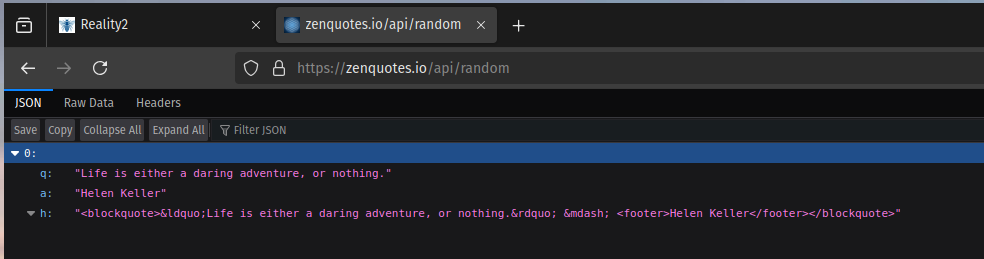 Reality2 zenquotes.io/api/random
https://zenquotes.io/api/random
JSON Raw Data Headers
Save Copy Collapse All Expand All Filter JSON
0:
q: "Life is either a daring adventure, or nothing."
a: "Helen Keller"
h: "<blockquote>&ldquo;Life is either a daring adventure, or nothing.&rdquo; &mdash; <footer>Helen Keller</footer></blockquote>"